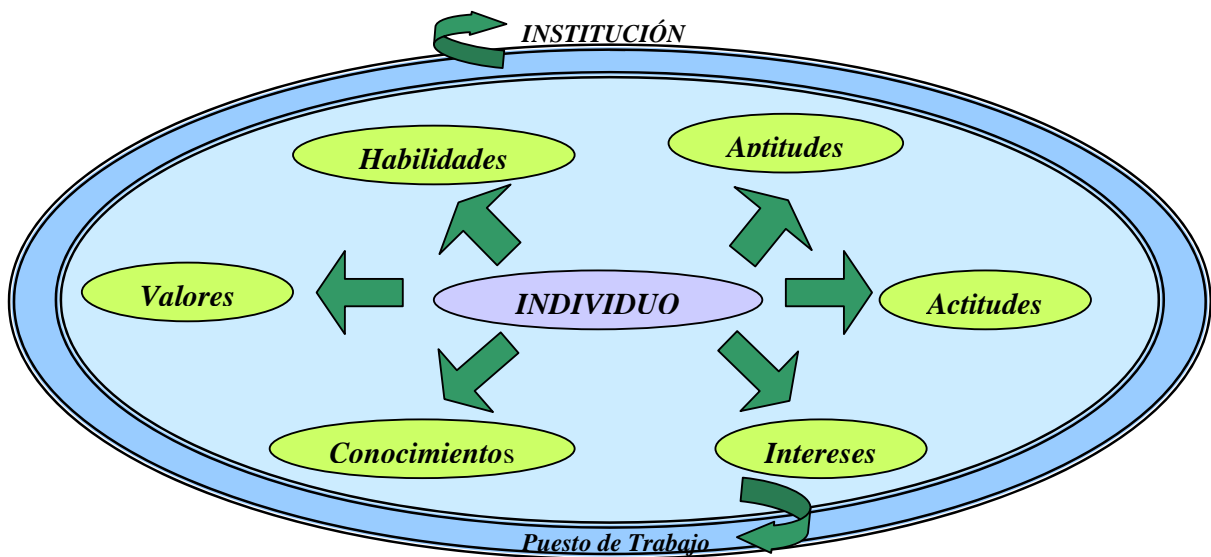 INSTITUCIÓN
Habilidades
Aptitudes
Valores
INDIVIDUO
Actitudes
Conocimientos
Intereses
Puesto de Trabajo